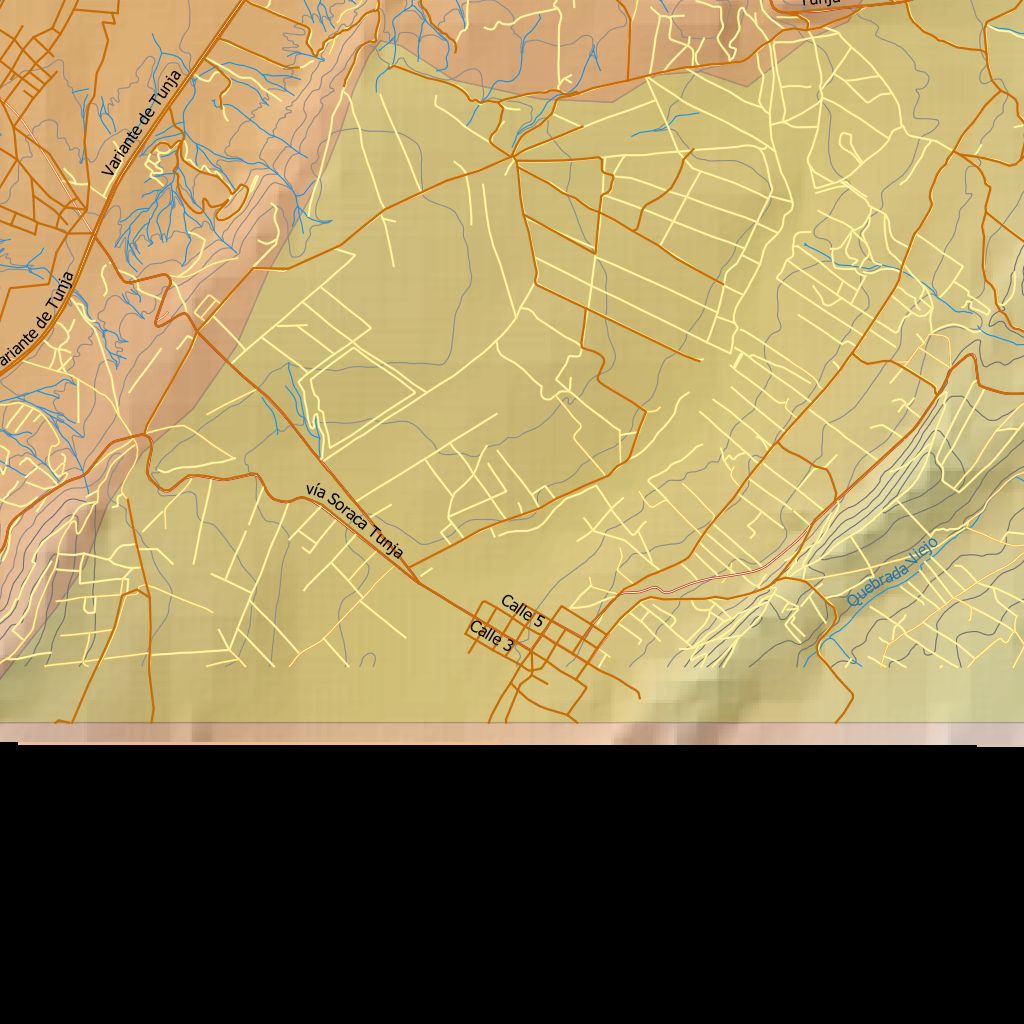 Tunja
Variante de Tunja
Variante de Tunja
vía Soraca Tunja
Quebrada Viejo
Calle 5
Calle 3